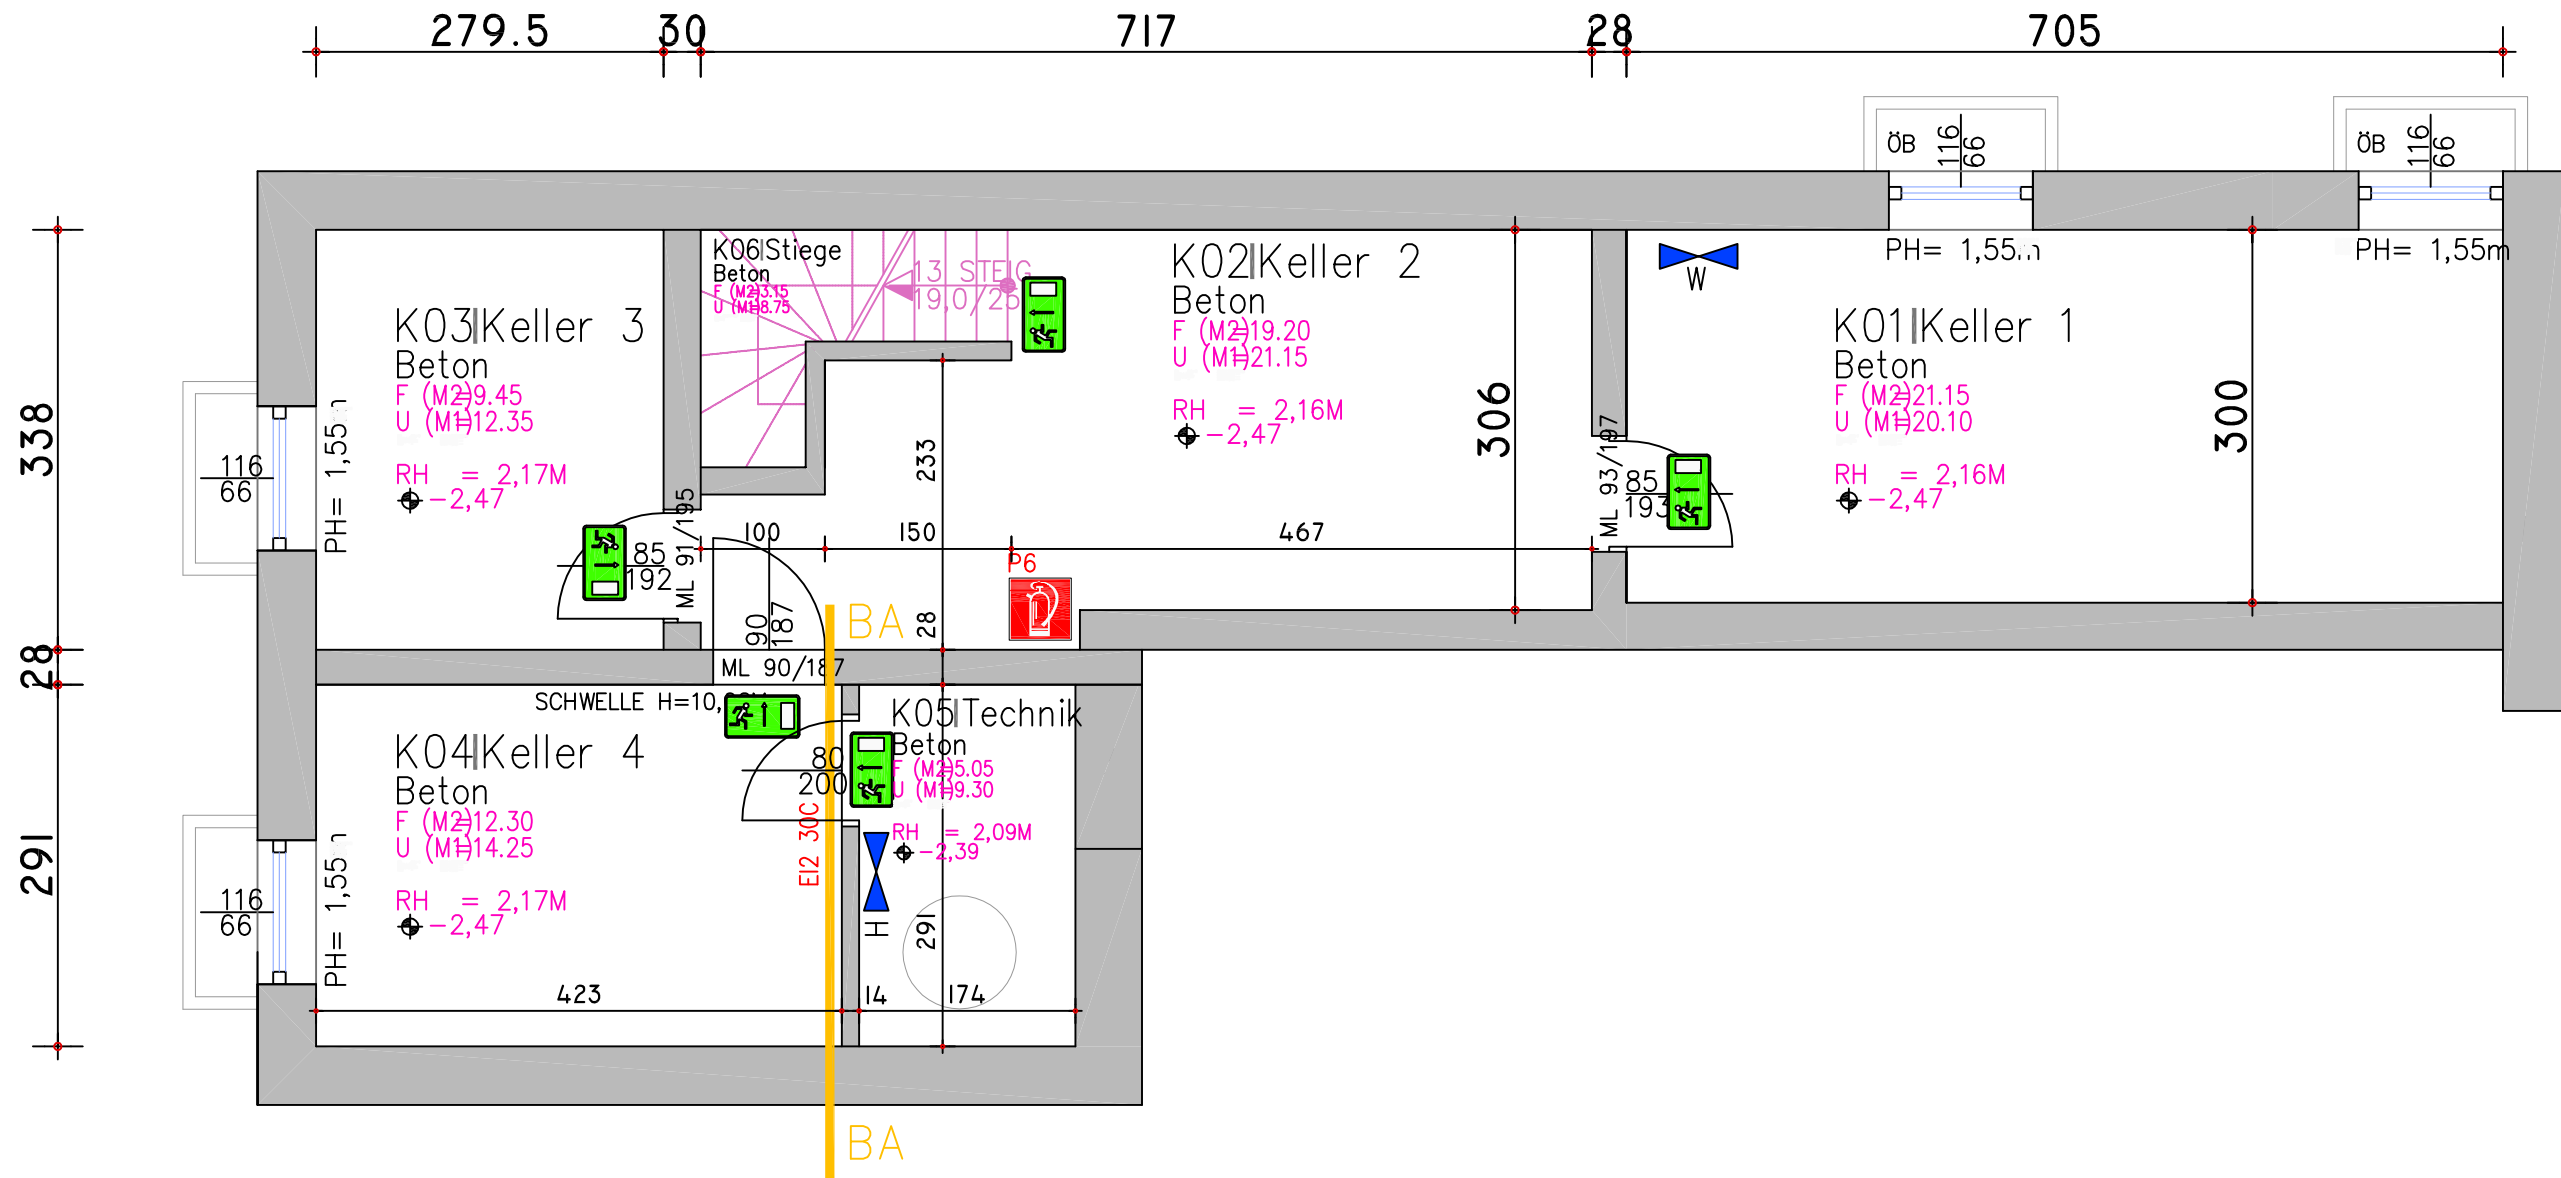 279.5
30
717
28
705
ÖB
116
66
ÖB
116
66
PH= 1,55m
PH= 1,55m
W
K06|Stiege
Beton
F (M2)=3.15
U (M1)=8.75
13 STEIG
19,0/25
K02|Keller 2
Beton
F (M2)=19.20
U (M1)=21.15
RH = 2,16M
-2,47
K03|Keller 3
Beton
F (M2)=9.45
U (M1)=12.35
RH = 2,17M
-2,47
K01|Keller 1
Beton
F (M2)=21.15
U (M1)=20.10
RH = 2,16M
-2,47
338
28
291
116
66
PH= 1,55m
306
300
233
ML 93/197
85
193
ML 91/195
85
192
100
150
467
P6
90
187
BA
28
ML 90/187
SCHWELLE H=10,
K04|Keller 4
Beton
F (M2)=12.30
U (M1)=14.25
RH = 2,17M
-2,47
K05|Technik
Beton
F (M2)=5.05
U (M1)=9.30
RH = 2,09M
-2,39
80
200
EI2 30C
H
291
116
66
PH= 1,55m
423
14
174
BA